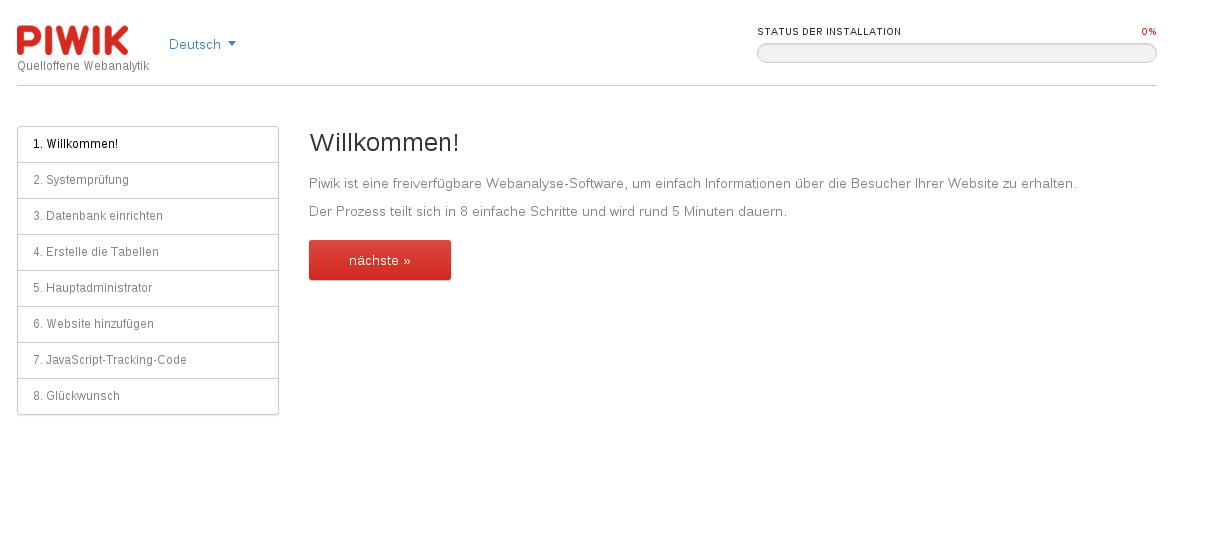 PIWIK
Quelloffene Webanalytik
Deutsch
STATUS DER INSTALLATION
0%
1. Willkommen!
2. Systemprüfung
3. Datenbank einrichten
4. Erstelle die Tabellen
5. Hauptadministrator
6. Website hinzufügen
7. JavaScript-Tracking-Code
8. Glückwunsch
Willkommen!
Piwik ist eine freiverfügbare Webanalyse-Software, um einfach Informationen über die Besucher Ihrer Website zu erhalten.
Der Prozess teilt sich in 8 einfache Schritte und wird rund 5 Minuten dauern.
nächste »